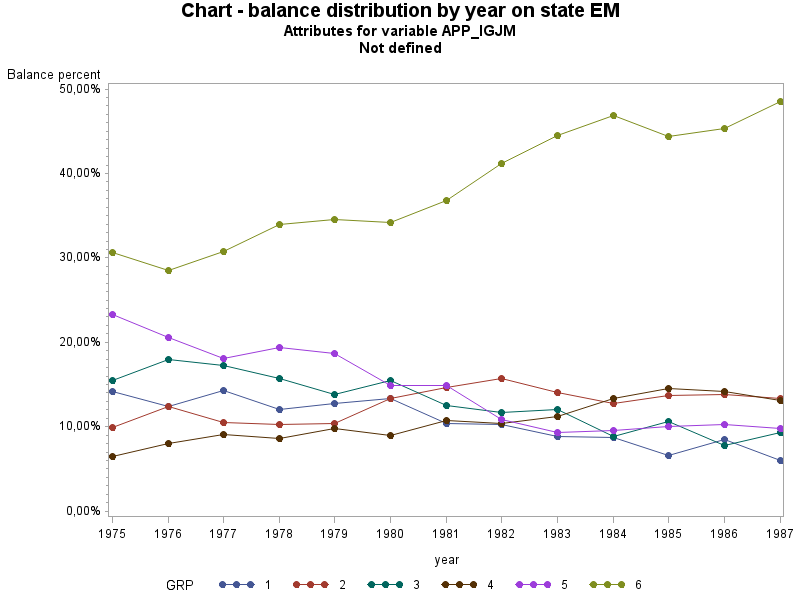 Chart - balance distribution by year on state EM
Attributes for variable APP_IGJM
Not defined
Balance percent
50,00%
40,00%
30,00%
20,00%
10,00%
0,00%
1975 1976 1977 1978 1979 1980 1981 1982 1983 1984 1985 1986 1987
year
GRP 1 2 3 4 5 6